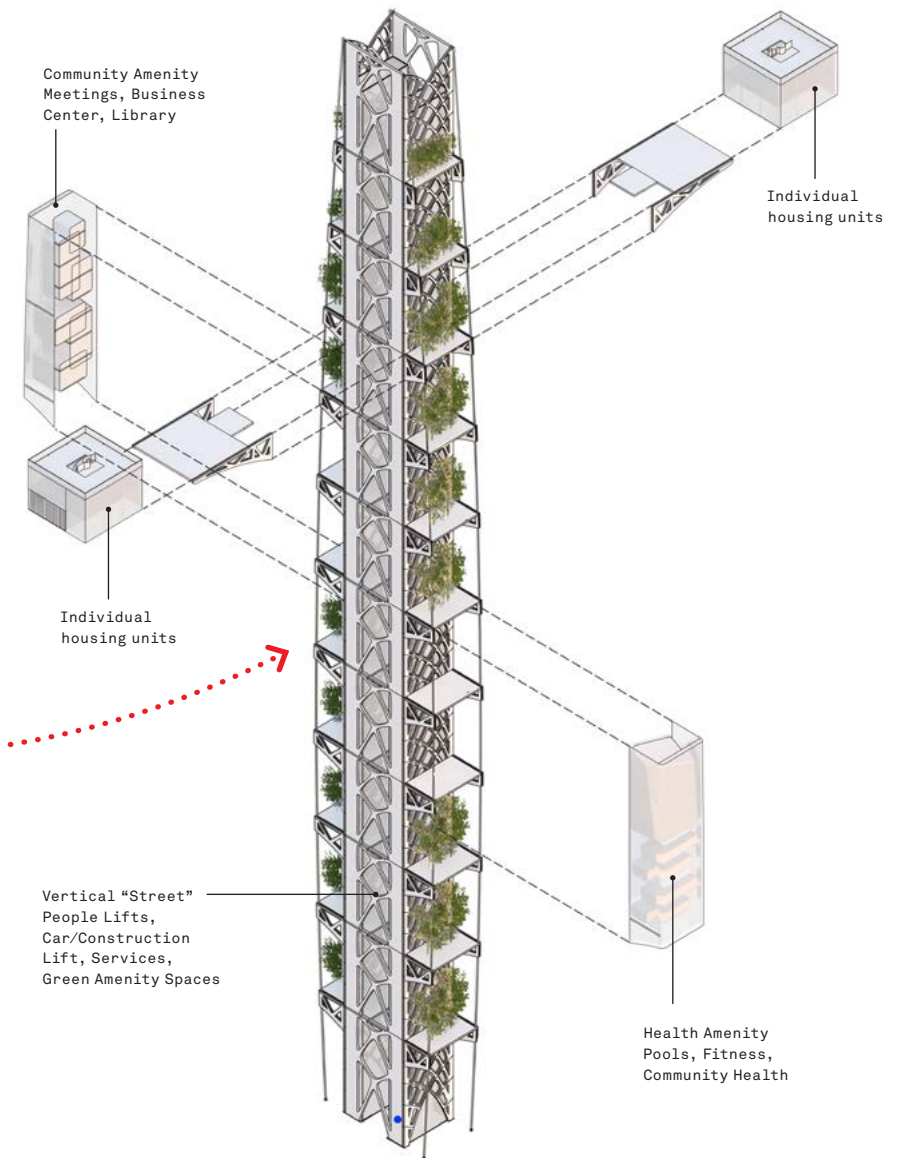 Community Amenity
Meetings, Business
Center, Library
Individual
housing units
Individual
housing units
Vertical “Street”
People Lifts,
Car/Construction
Lift, Services,
Green Amenity Spaces
Health Amenity
Pools, Fitness,
Community Health